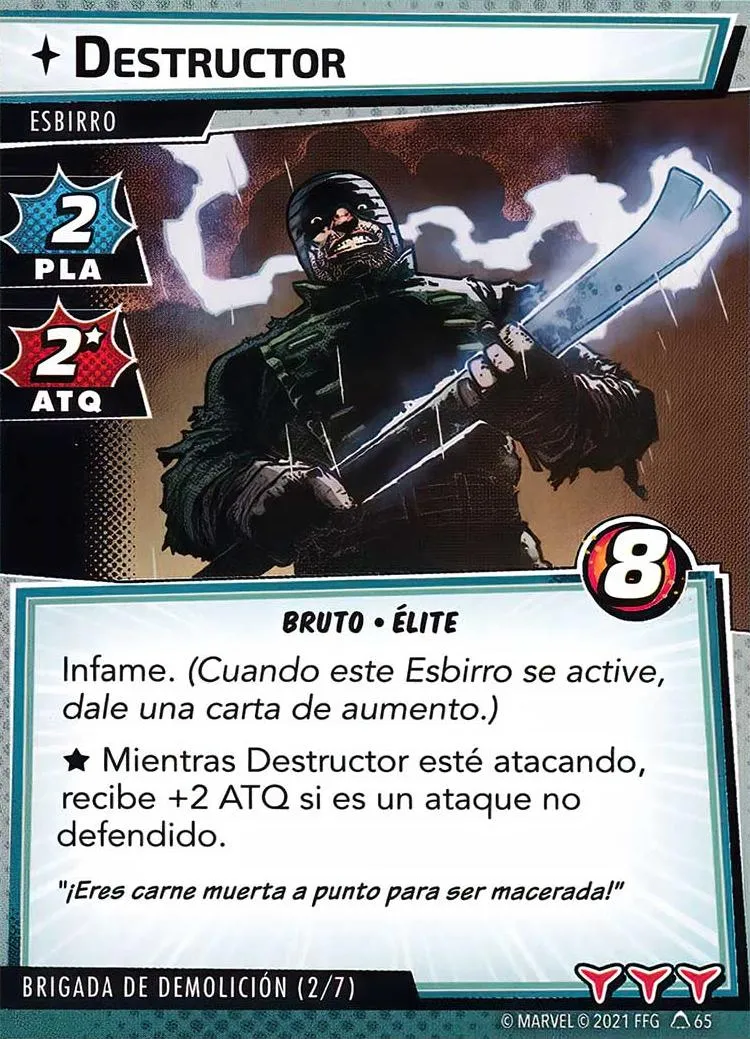 DESTRUCTOR
ESBIRRO
2
PLA
2★
ATQ
8
BRUTO • ÉLITE
Infame. (Cuando este Esbirro se active,
dale una carta de aumento.)
★ Mientras Destructor esté atacando,
recibe +2 ATQ si es un ataque no
defendido.
"¡Eres carne muerta a punto para ser macerada!"
BRIGADA DE DEMOLICIÓN (2/7)
© MARVEL © 2021 FFG 65